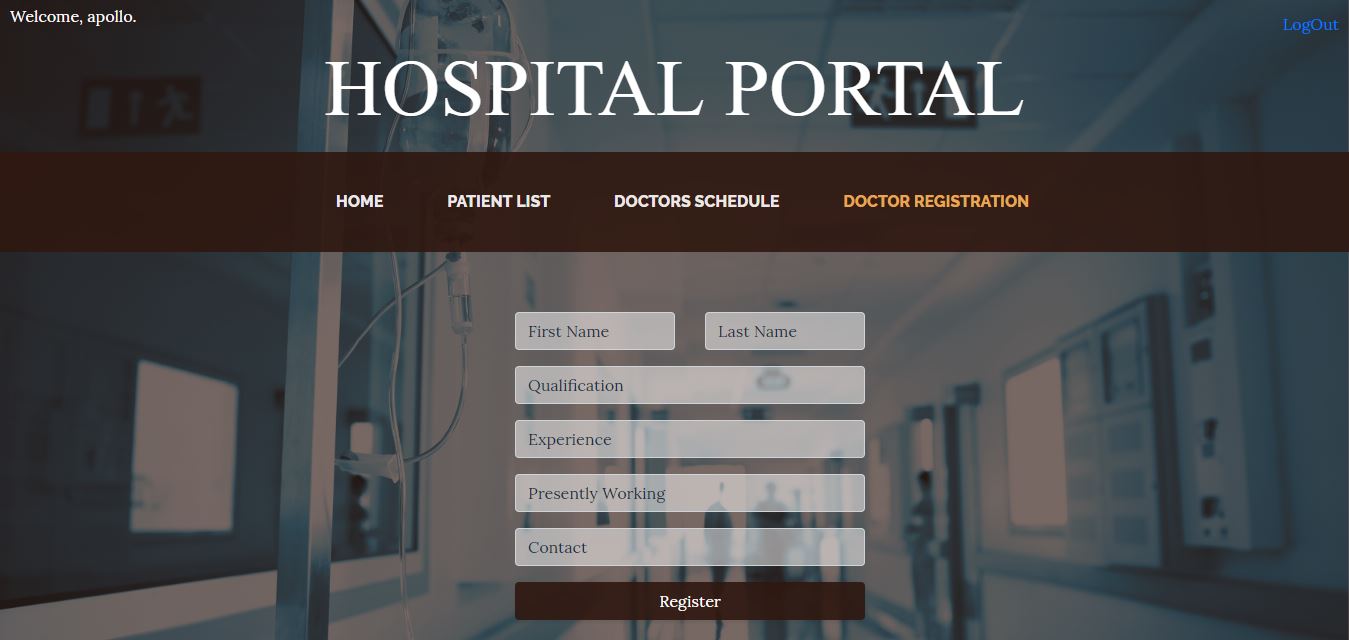 Welcome, apollo.
LogOut
HOSPITAL PORTAL
HOME PATIENT LIST DOCTORS SCHEDULE DOCTOR REGISTRATION
First Name Last Name
Qualification
Experience
Presently Working
Contact
Register